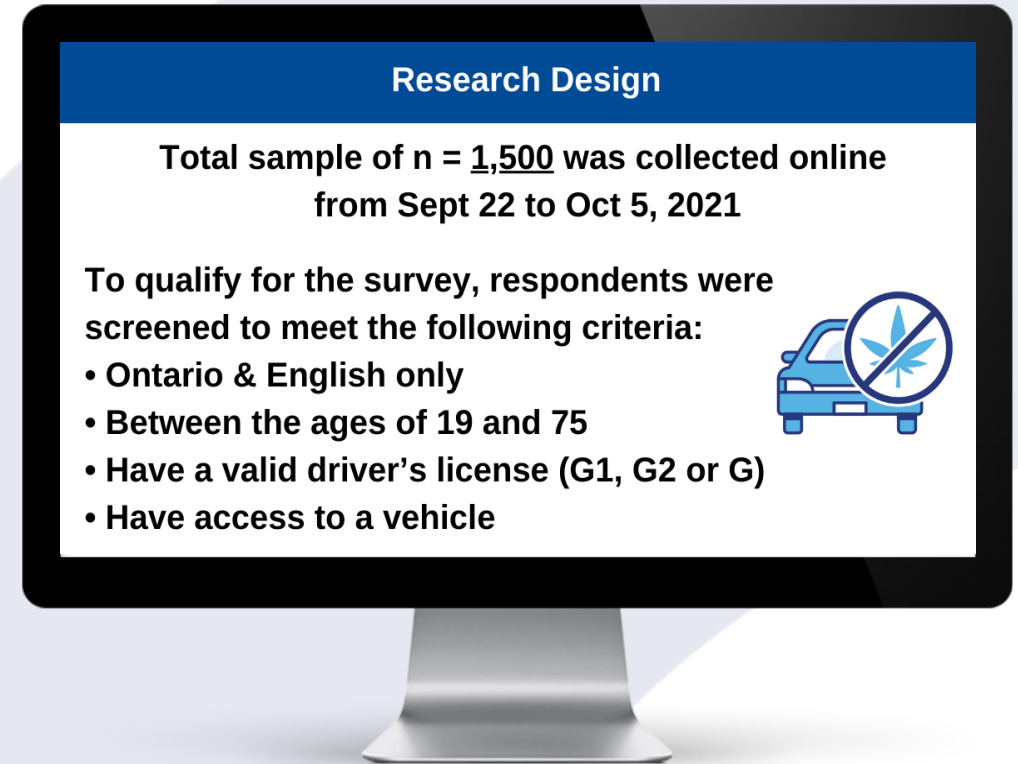 Research Design
Total sample of n = 1,500 was collected online
from Sept 22 to Oct 5, 2021
To qualify for the survey, respondents were
screened to meet the following criteria:
• Ontario & English only
• Between the ages of 19 and 75
• Have a valid driver’s license (G1, G2 or G)
• Have access to a vehicle